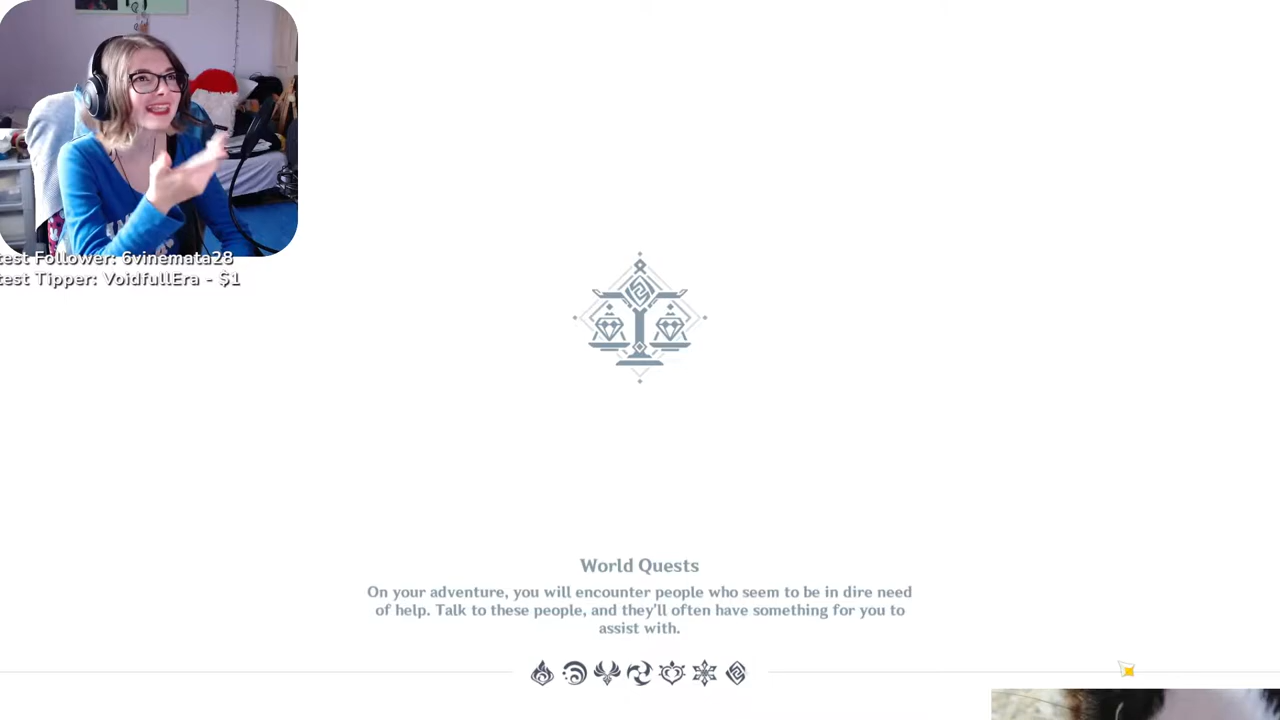 test Follower: 6vinemata28
test Tipper: VoidfullEra - $1
World Quests
On your adventure, you will encounter people who seem to be in dire need
of help. Talk to these people, and they'll often have something for you to
assist with.